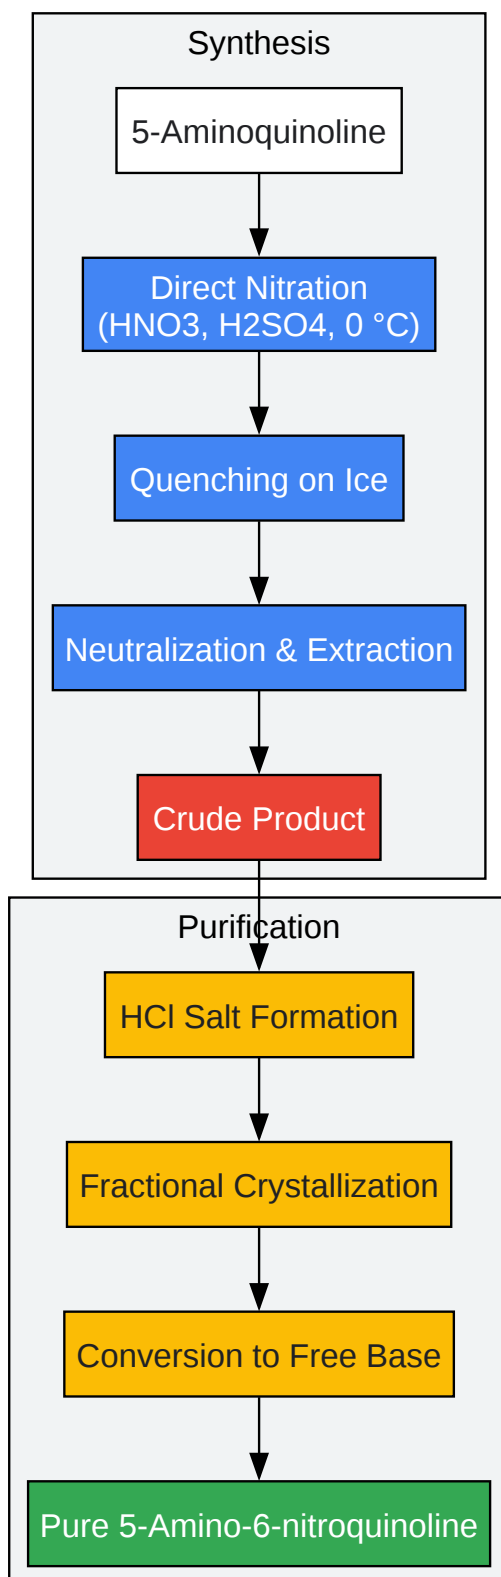 Synthesis
5-Aminoquinoline
Direct Nitration
(HNO3, H2SO4, 0 °C)
Quenching on Ice
Neutralization & Extraction
Crude Product
Purification
HCl Salt Formation
Fractional Crystallization
Conversion to Free Base
Pure 5-Amino-6-nitroquinoline